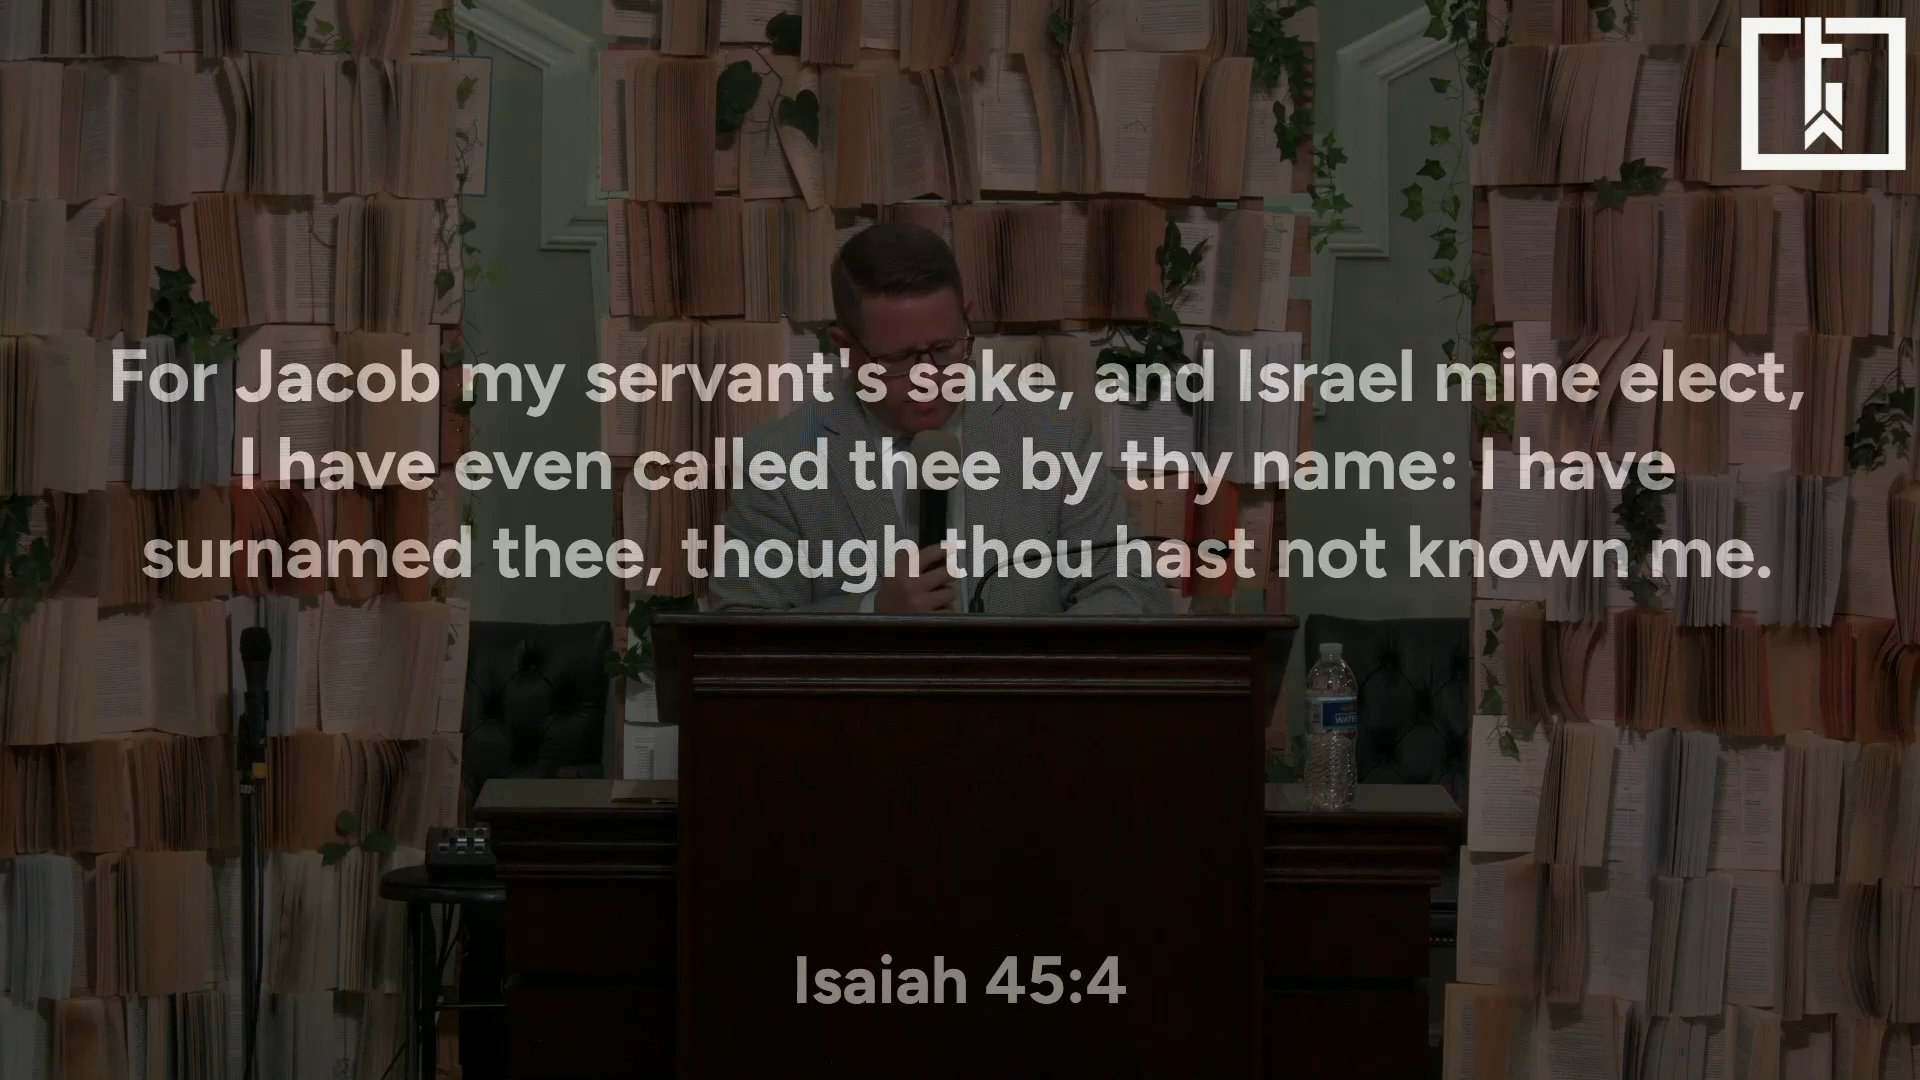 For Jacob my servant's sake, and Israel mine elect,
I have even called thee by thy name: I have
surnamed thee, though thou hast not known me.
WATER
Isaiah 45:4